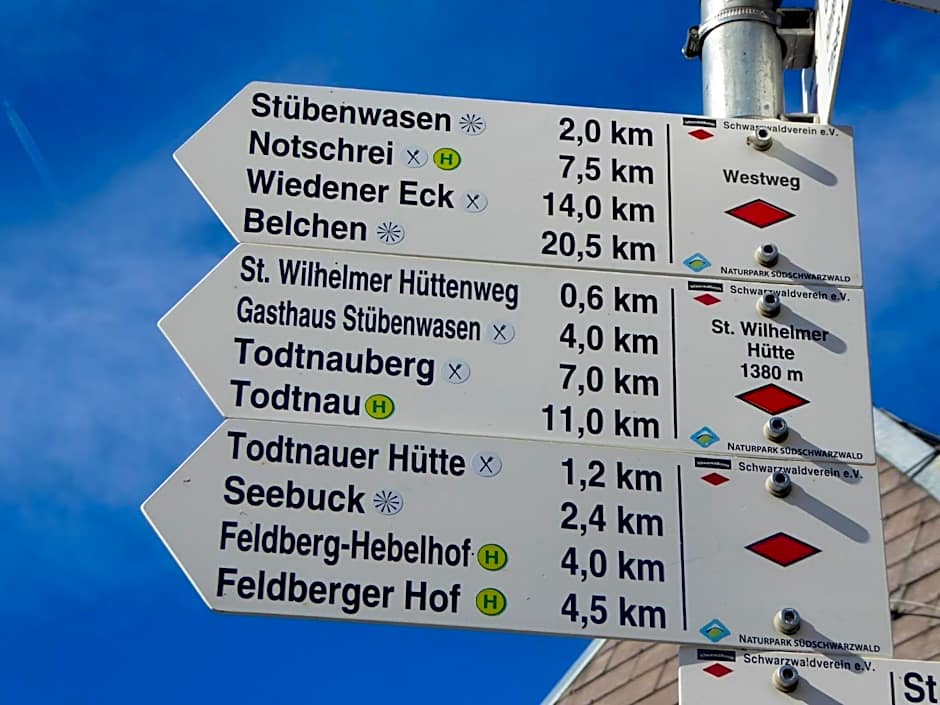 Stübenwasen 2,0 km
Notschrei H 7,5 km
Wiedener Eck 14,0 km
Belchen 20,5 km
Schwarzwaldverein e.V.
Westweg
NATURPARK SÜDSCHWARZWALD
St. Wilhelmer Hüttenweg 0,6 km
Gasthaus Stübenwasen 4,0 km
Todtnauberg 7,0 km
Todtnau H 11,0 km
Schwarzwaldverein e.V.
St. Wilhelmer
Hütte
1380 m
NATURPARK SÜDSCHWARZWALD
Todtnauer Hütte 1,2 km
Seebuck 2,4 km
Feldberg-Hebelhof H 4,0 km
Feldberger Hof H 4,5 km
Schwarzwaldverein e.V.
NATURPARK SÜDSCHWARZWALD
Schwarzwaldverein e.V.
St